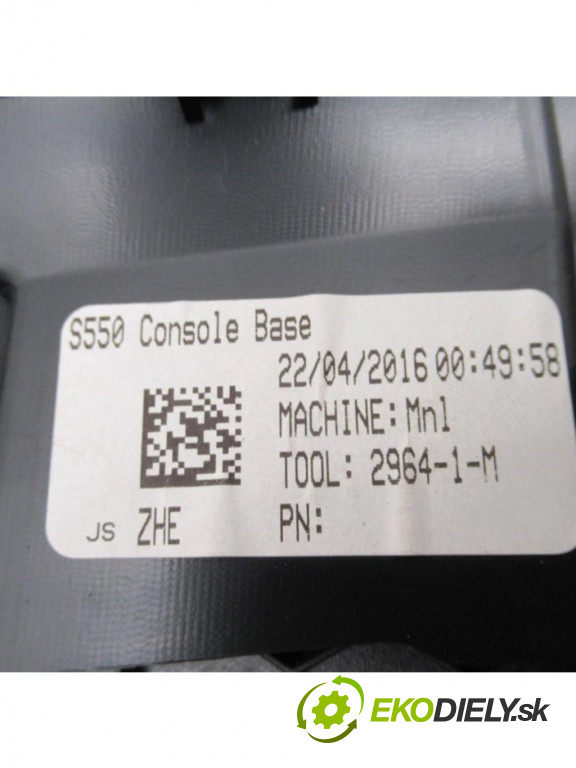 S550 Console Base
22/04/2016 00:49:58
MACHINE: Mnl
TOOL: 2964-1-M
JS ZHE PN:
EKODIELY.sk